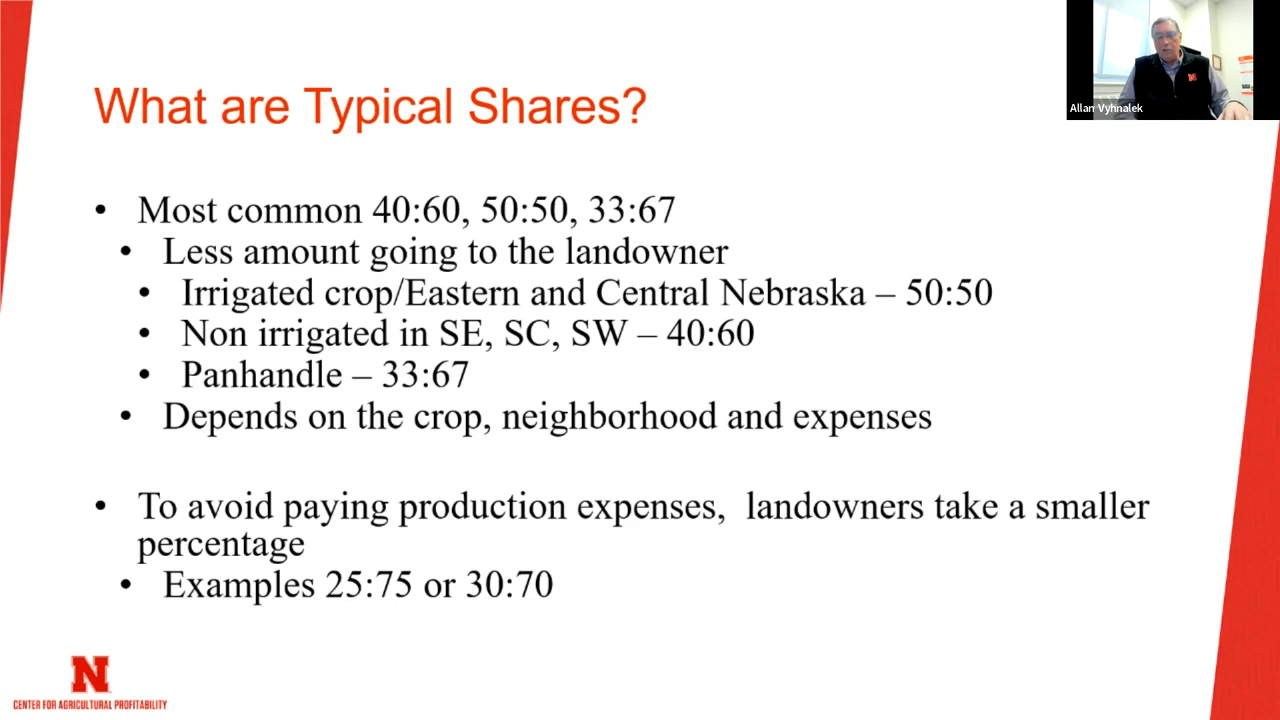 What are Typical Shares?
Allan Vyhnalek
• Most common 40:60, 50:50, 33:67
• Less amount going to the landowner
• Irrigated crop/Eastern and Central Nebraska – 50:50
• Non irrigated in SE, SC, SW – 40:60
• Panhandle – 33:67
• Depends on the crop, neighborhood and expenses
• To avoid paying production expenses,  landowners take a smaller
percentage
• Examples 25:75 or 30:70
N
CENTER FOR AGRICULTURAL PROFITABILITY